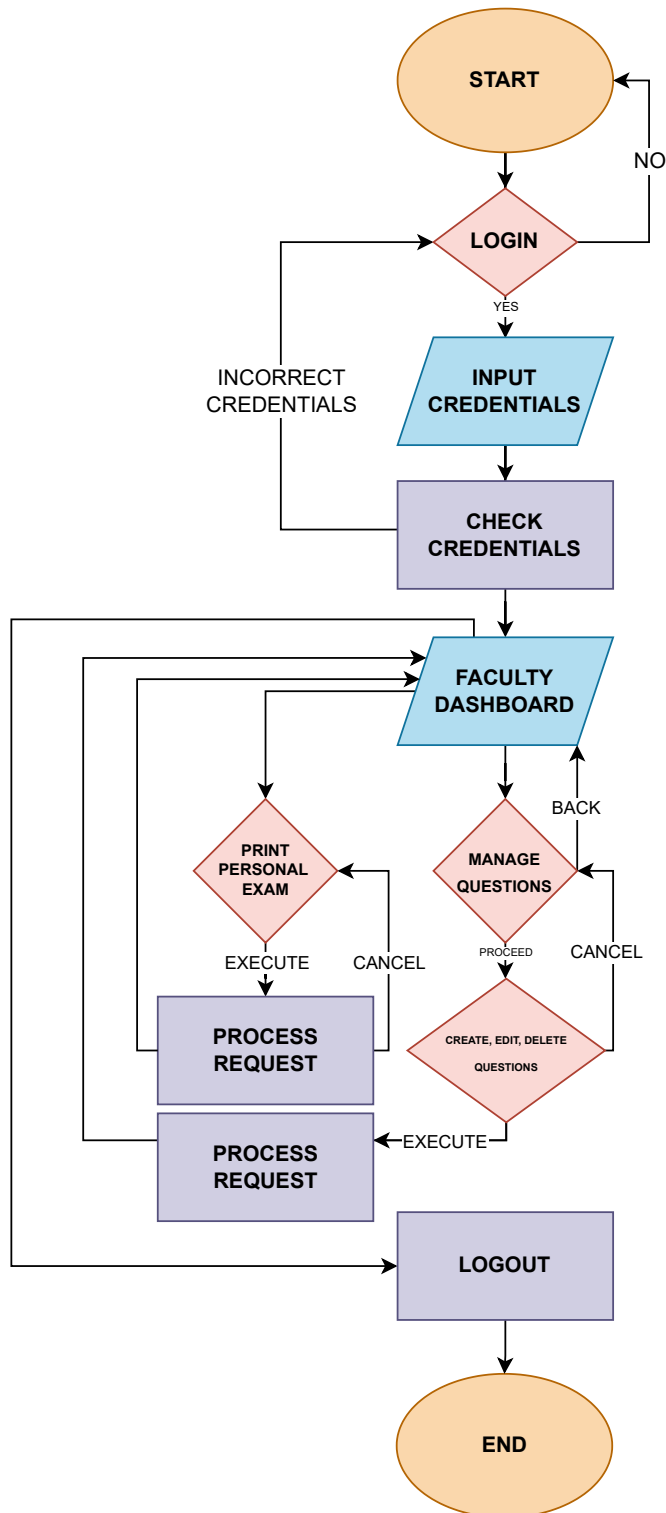 START
NO
LOGIN
YES
INCORRECT
CREDENTIALS
INPUT
CREDENTIALS
CHECK
CREDENTIALS
FACULTY
DASHBOARD
BACK
PRINT
PERSONAL
EXAM
MANAGE
QUESTIONS
EXECUTE
CANCEL
PROCEED
CANCEL
PROCESS
REQUEST
CREATE, EDIT, DELETE
QUESTIONS
EXECUTE
PROCESS
REQUEST
LOGOUT
END